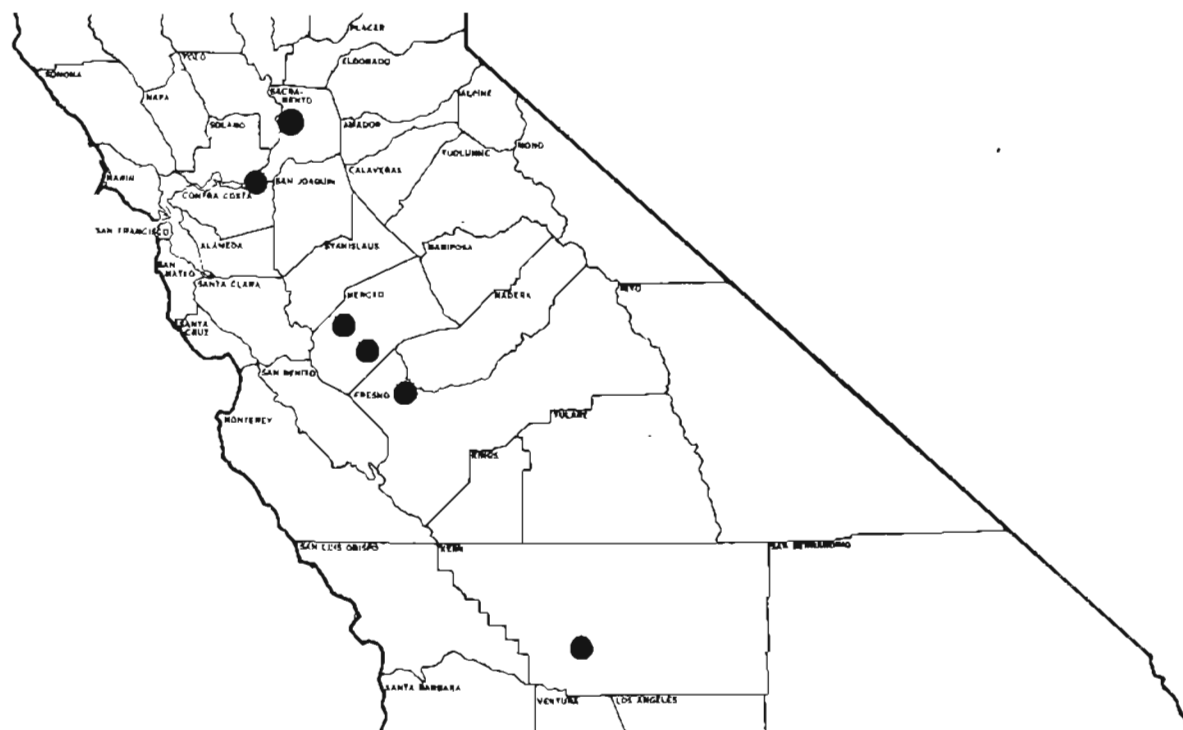 PLACER
YOLO
ELDORADO
SONOMA
NAPA
SACRA-
MENTO
ALPINE
SOLANO
AMADOR
TUOLUMNE
MONO
MARIN
CALAVERAS
SAN JOAQUIN
CONTRA COSTA
SAN FRANCISCO
ALAMEDA
STANISLAUS
MARIPOSA
SAN
MATEO
SANTA CLARA
INYO
MERCED
MADERA
SANTA
CRUZ
SAN BENITO
FRESNO
MONTEREY
TULARE
KINGS
SAN LUIS OBISPO
KERN
SAN BERNARDINO
SANTA BARBARA
VENTURA
LOS ANGELES